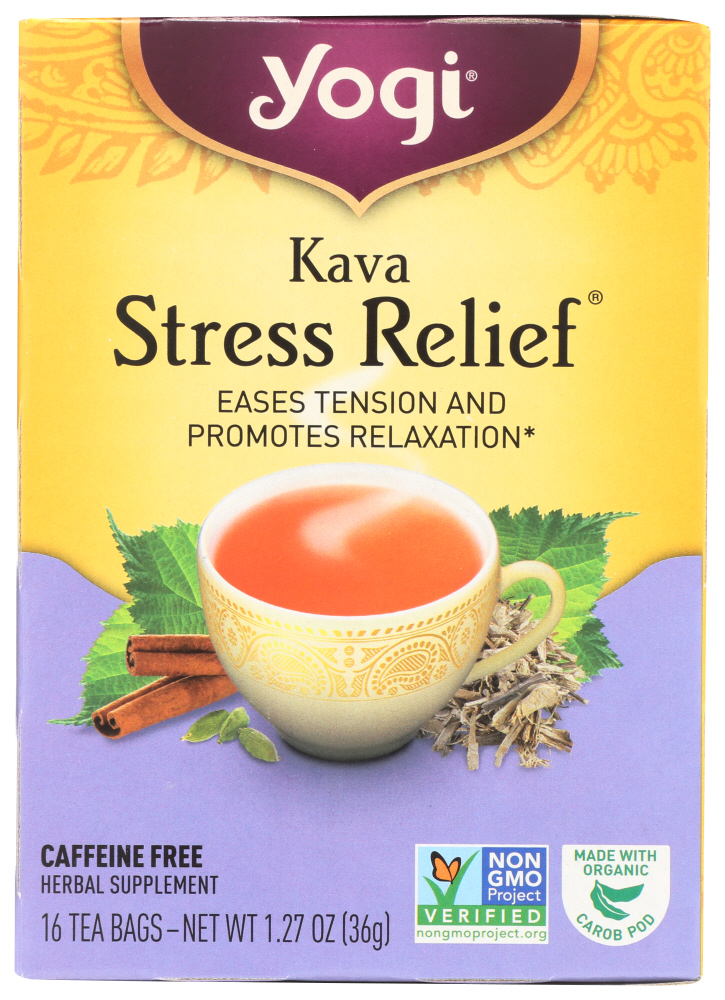 yogi®
Kava
Stress Relief®
EASES TENSION AND
PROMOTES RELAXATION*
CAFFEINE FREE
HERBAL SUPPLEMENT
16 TEA BAGS – NET WT 1.27 OZ (36g)
NON
GMO
Project
VERIFIED
nongmoproject.org
MADE WITH
ORGANIC
CAROB POD